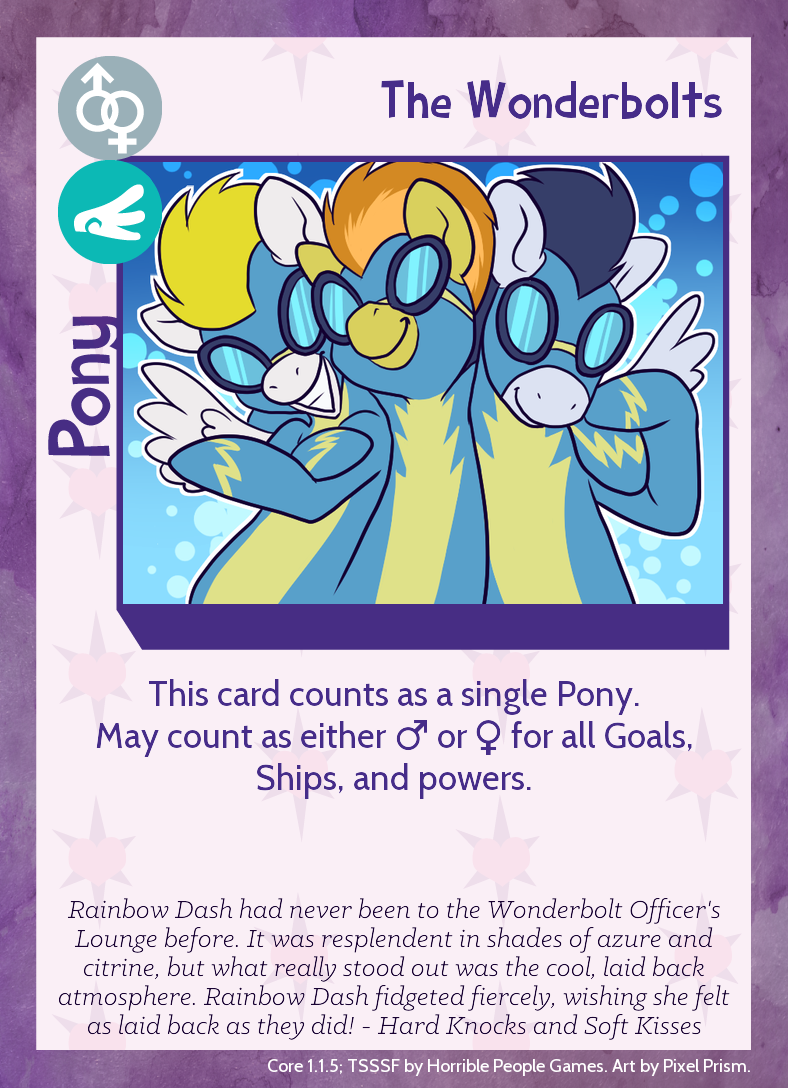 The Wonderbolts
Pony
This card counts as a single Pony.
May count as either ♂ or ♀ for all Goals,
Ships, and powers.
Rainbow Dash had never been to the Wonderbolt Officer's
Lounge before. It was resplendent in shades of azure and
citrine, but what really stood out was the cool, laid back
atmosphere. Rainbow Dash fidgeted fiercely, wishing she felt
as laid back as they did! - Hard Knocks and Soft Kisses
Core 1.1.5; TSSSF by Horrible People Games. Art by Pixel Prism.